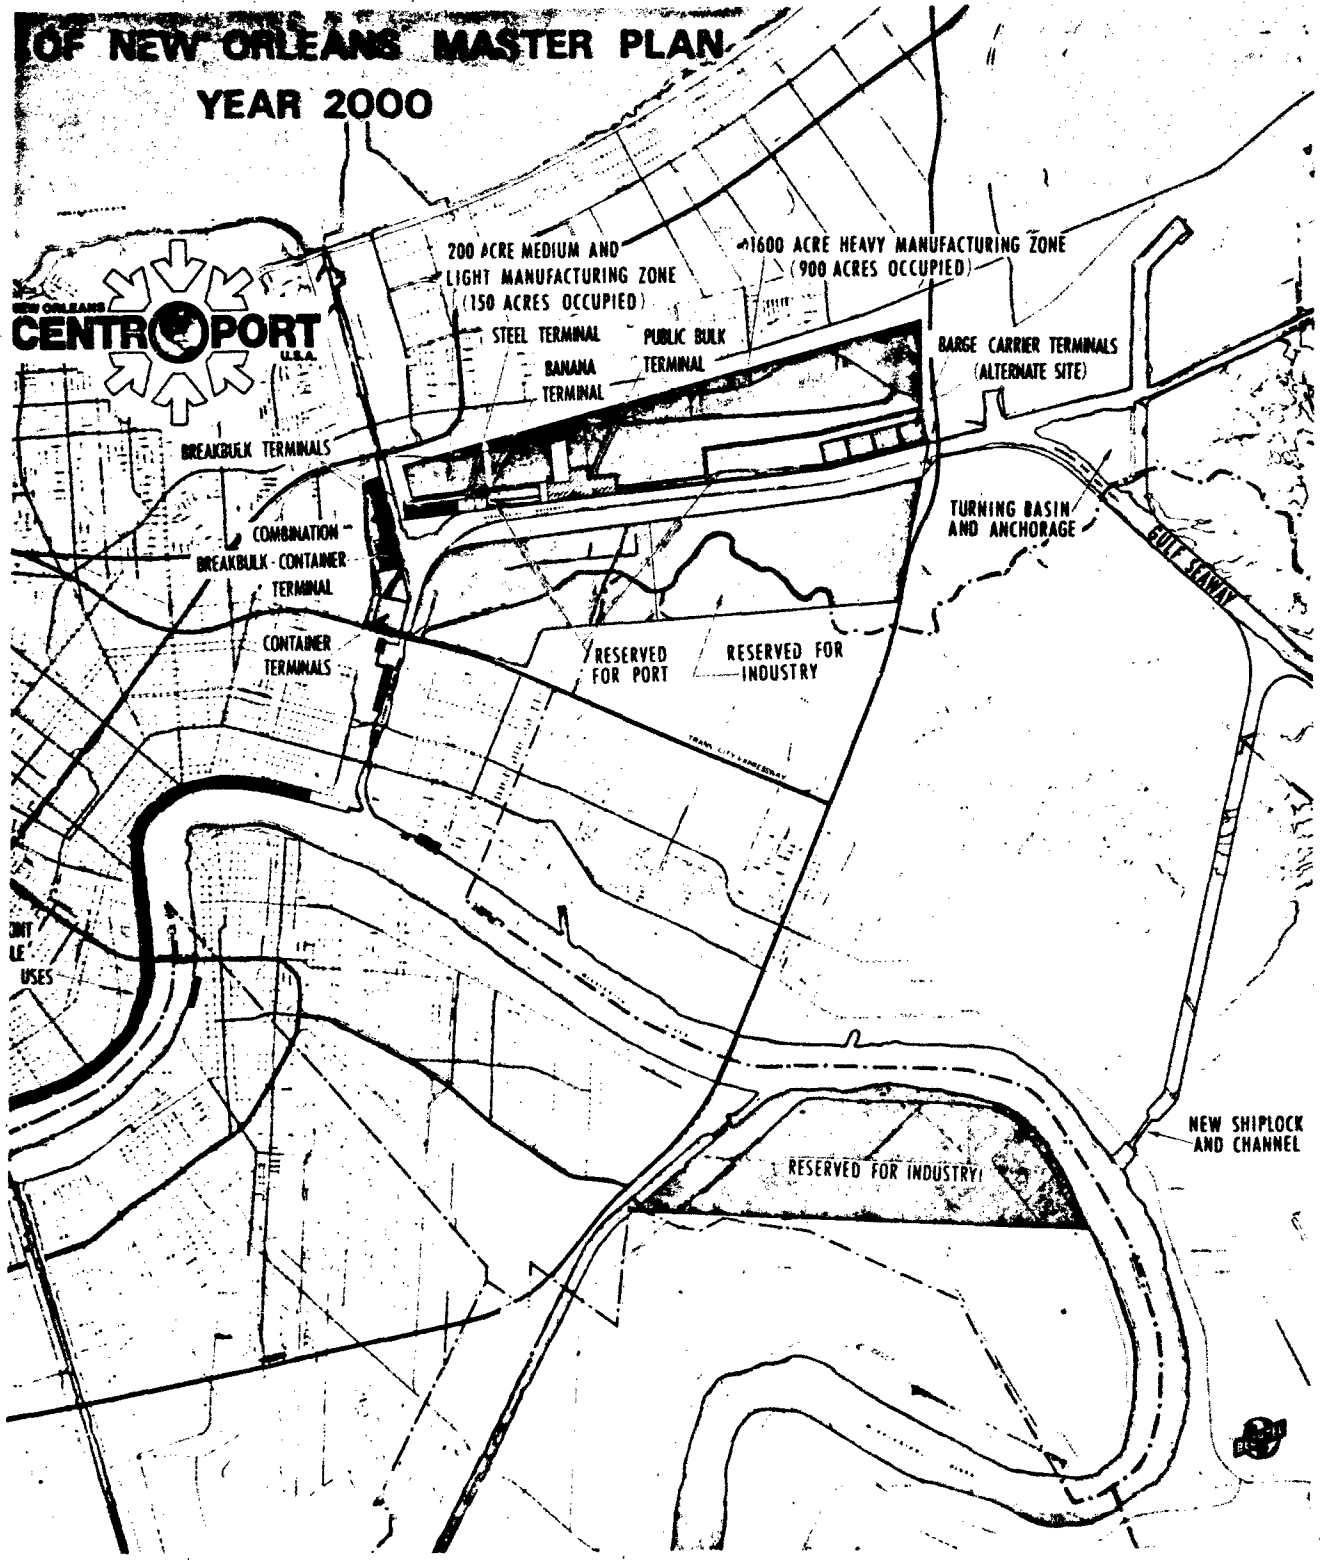 OF NEW ORLEANS MASTER PLAN
YEAR 2000
200 ACRE MEDIUM AND
LIGHT MANUFACTURING ZONE
(150 ACRES OCCUPIED)
1600 ACRE HEAVY MANUFACTURING ZONE
(900 ACRES OCCUPIED)
NEW ORLEANS
CENTROPORT
U.S.A.
STEEL TERMINAL
PUBLIC BULK
TERMINAL
BANANA
TERMINAL
BARGE CARRIER TERMINALS
(ALTERNATE SITE)
BREAKBULK TERMINALS
COMBINATION
BREAKBULK-CONTAINER
TERMINAL
TURNING BASIN
AND ANCHORAGE
GULF SEAWAY
CONTAINER
TERMINALS
RESERVED
FOR PORT
RESERVED FOR
INDUSTRY
TRANS CITY EXPRESSWAY
USES
NEW SHIPLOCK
AND CHANNEL
RESERVED FOR INDUSTRY